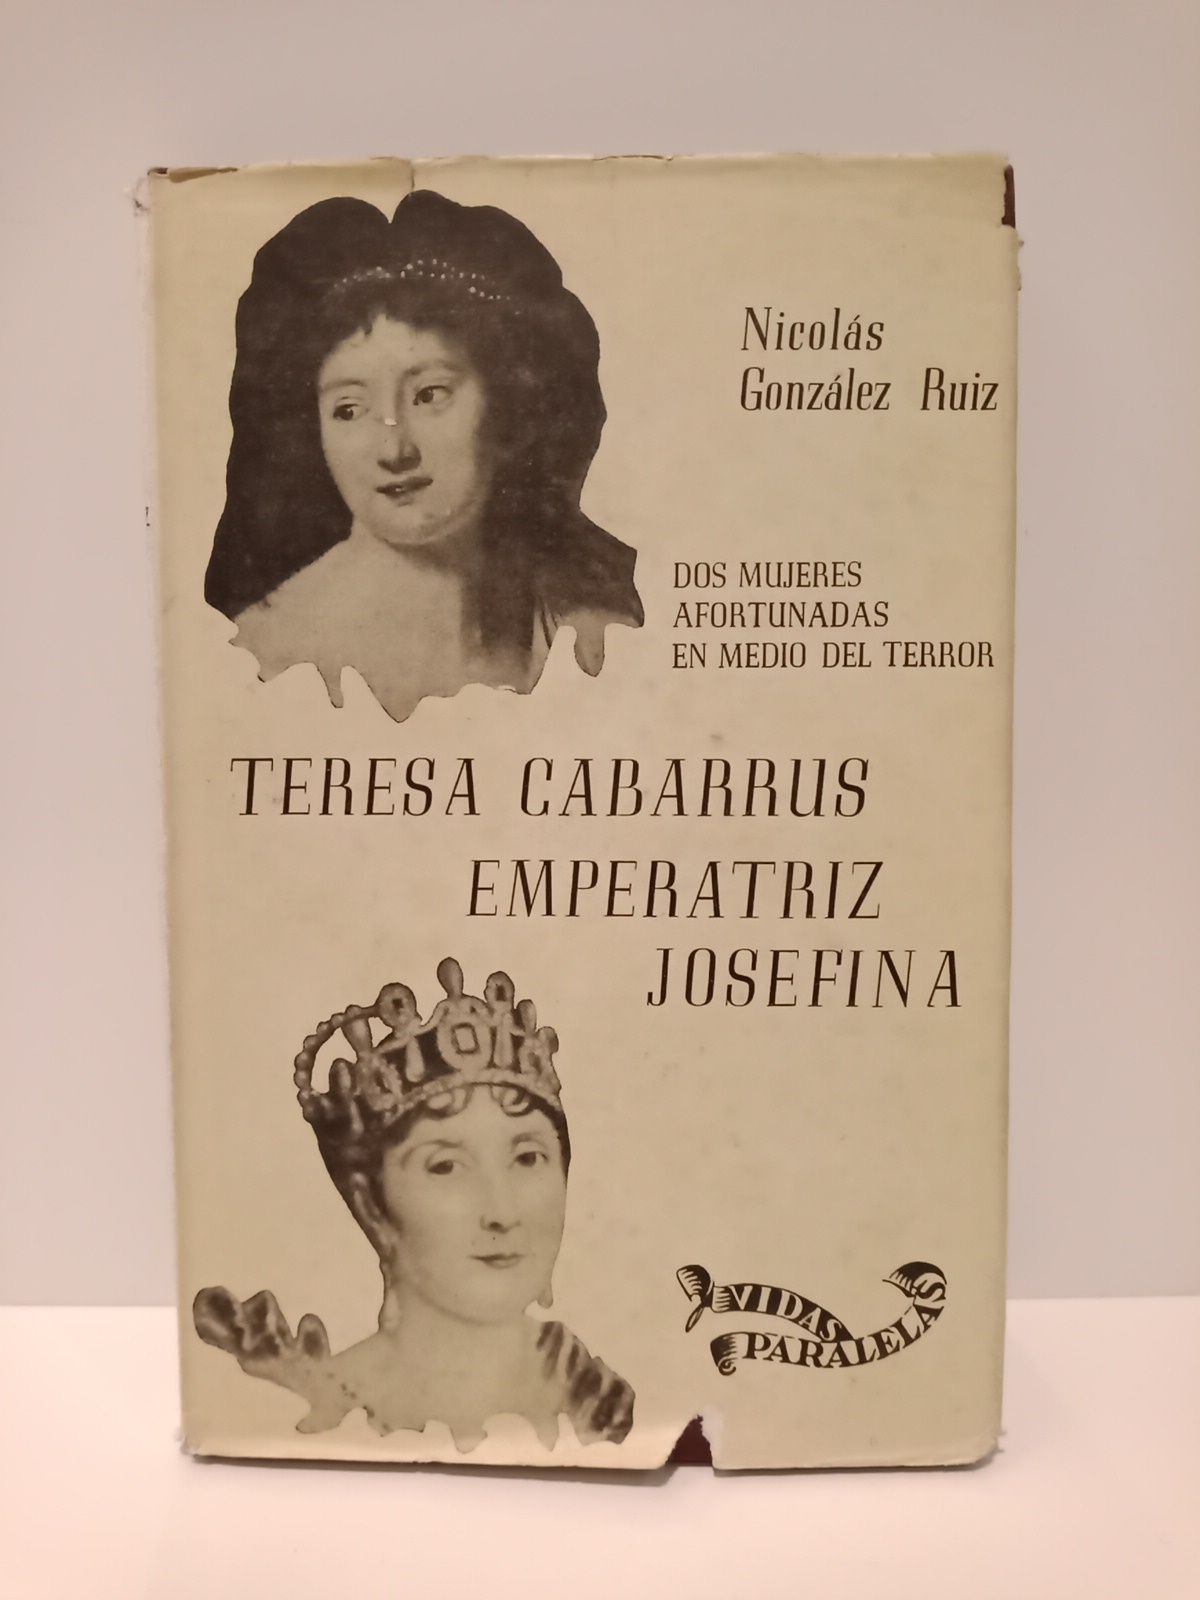 Nicolás
González Ruiz
DOS MUJERES
AFORTUNADAS
EN MEDIO DEL TERROR
TERESA CABARRUS
EMPERATRIZ
JOSEFINA
VIDAS
PARALELAS